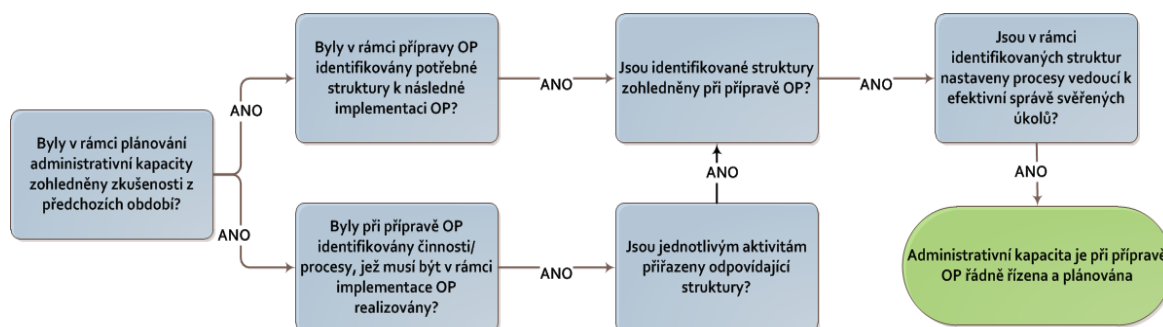 Byly v rámci plánování
administrativní kapacity
zohledněny zkušenosti z
předchozích období?
ANO
ANO
Byly v rámci přípravy OP
identifikovány potřebné
struktury k následné
implementaci OP?
ANO
Byly při přípravě OP
identifikovány činnosti/
procesy, jež musí být v rámci
implementace OP
realizovány?
ANO
Jsou jednotlivým aktivitám
přiřazeny odpovídající
struktury?
ANO
Jsou identifikované struktury
zohledněny při přípravě OP?
ANO
Jsou v rámci
identifikovaných struktur
nastaveny procesy vedoucí k
efektivní správě svěřených
úkolů?
ANO
Administrativní kapacita je při přípravě
OP řádně řízena a plánována